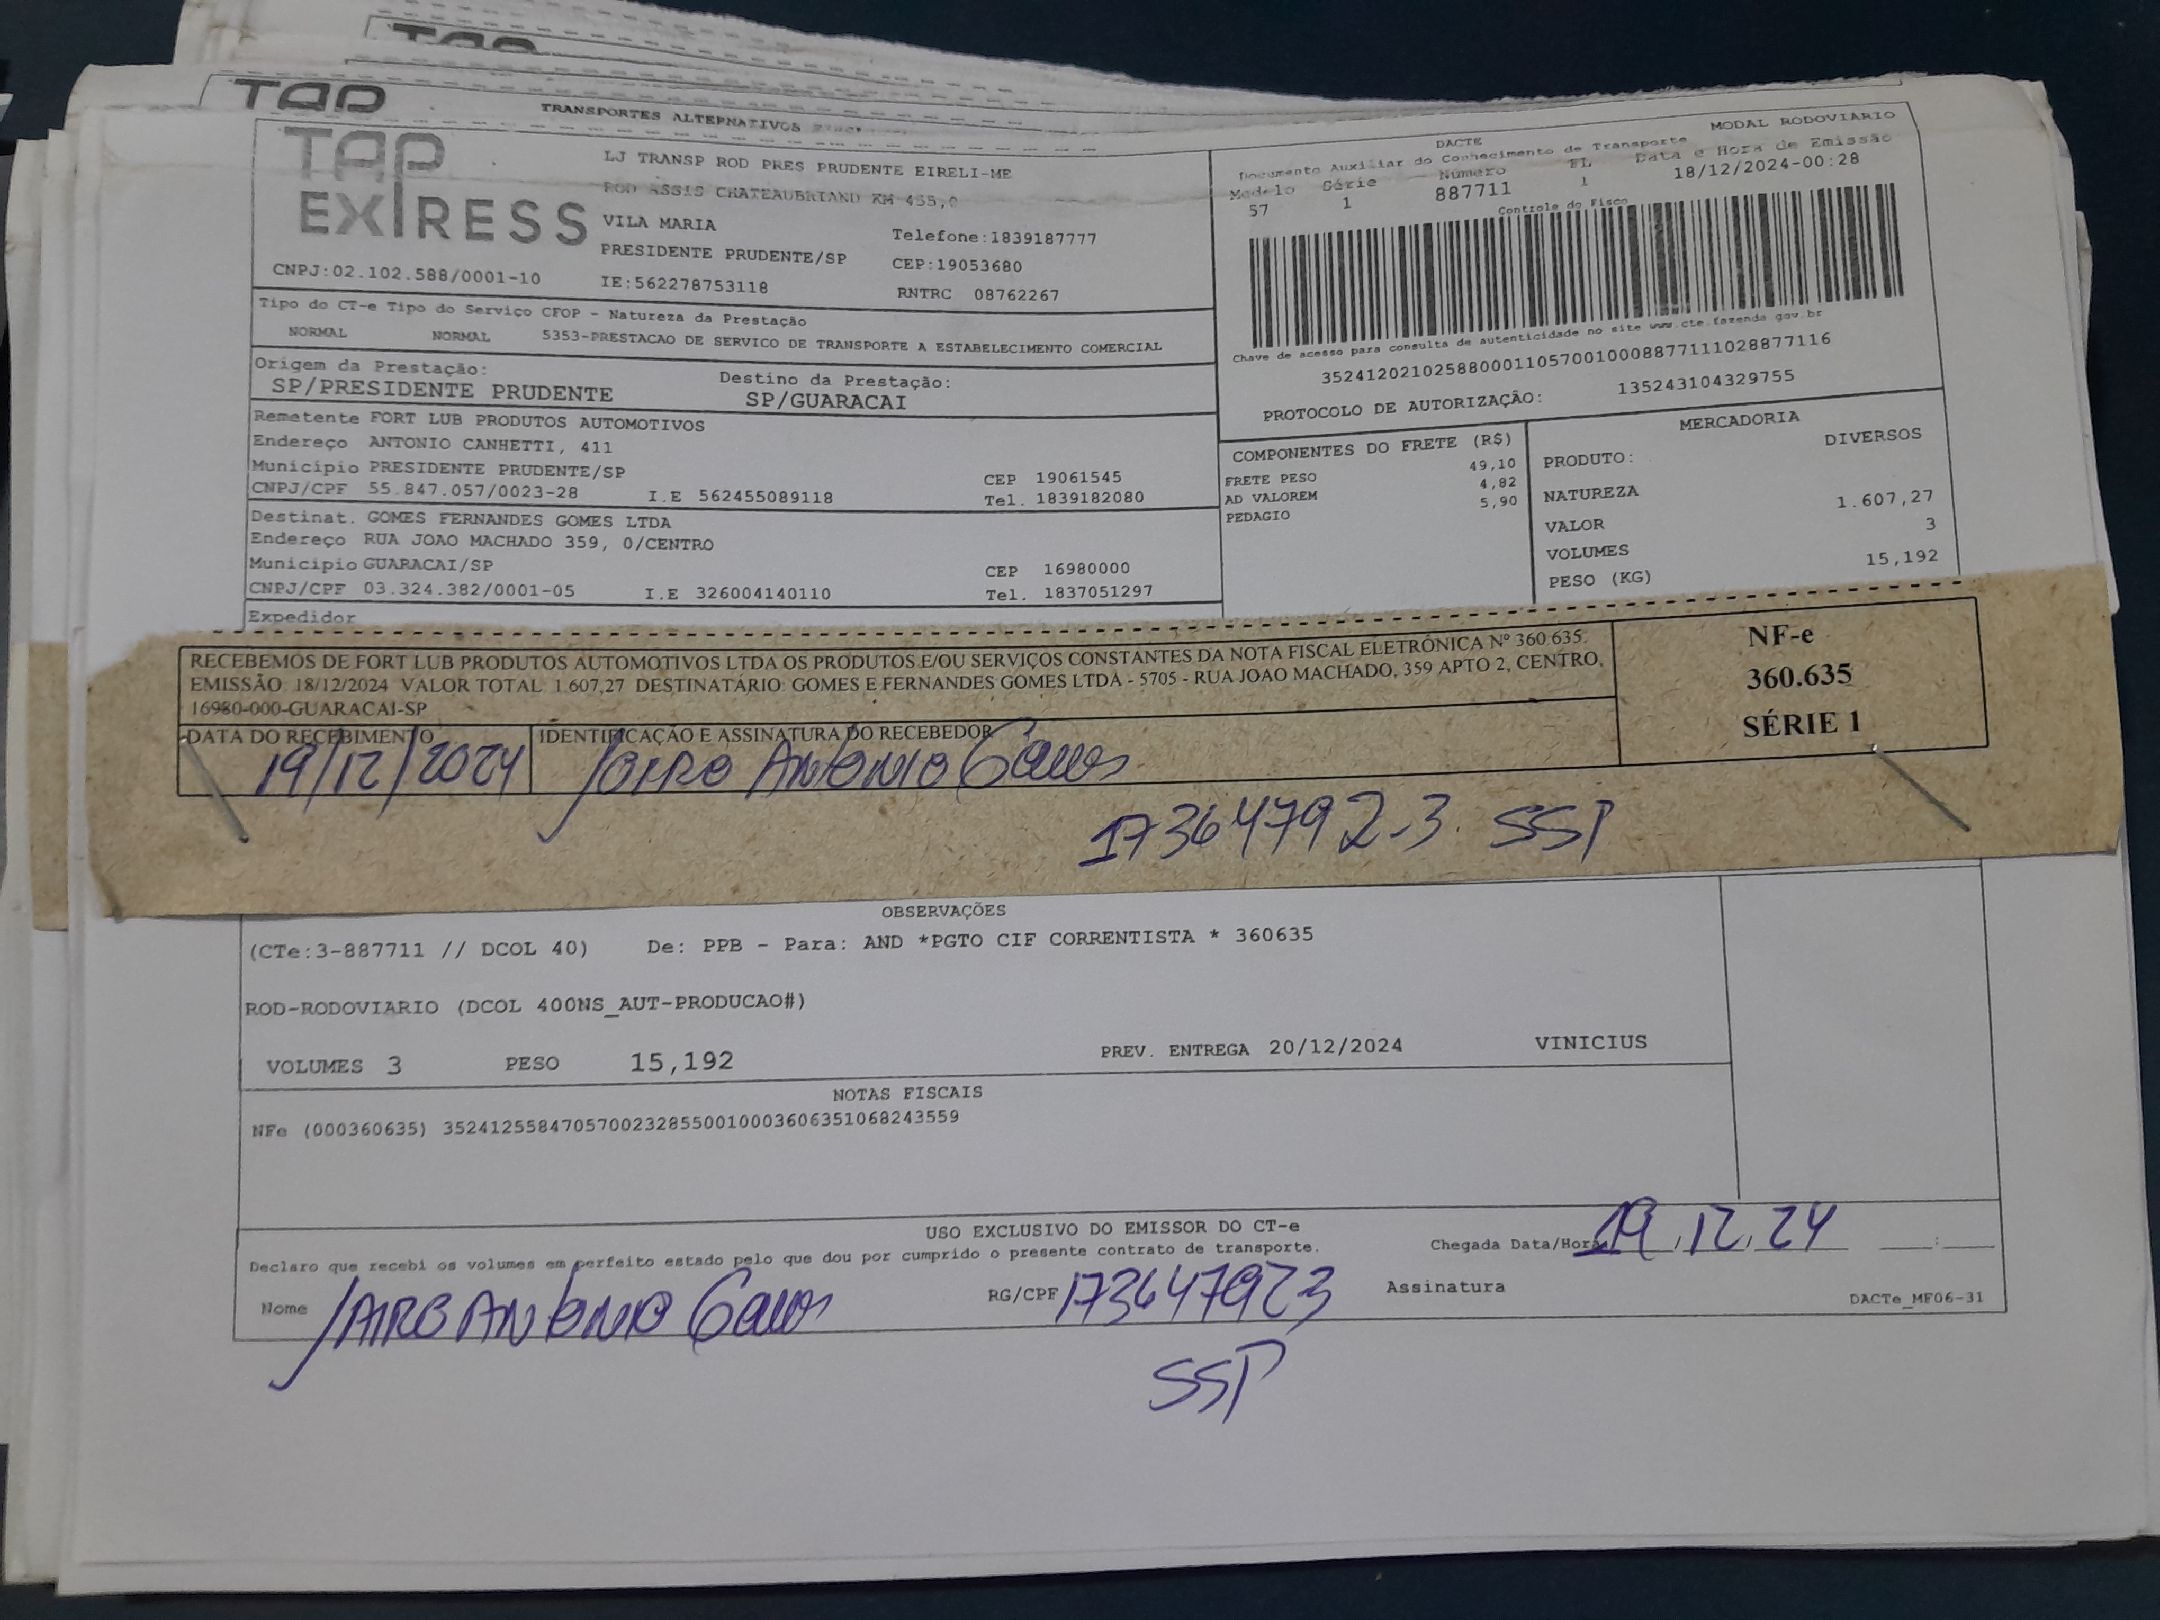 TAP
TRANSPORTES ALTERNATIVOS
TAP
EXPRESS
LJ TRANSP ROD PRES PRUDENTE EIRELI-ME
ROD ASSIS CHATEAUBRIAND KM 455,0
VILA MARIA
Telefone:1839187777
PRESIDENTE PRUDENTE/SP
CEP:19053680
CNPJ:02.102.588/0001-10
IE:562278753118
RNTRC 08762267
DACTE
MODAL RODOVIARIO
Documento Auxiliar do Conhecimento de Transporte
Modelo Série Número FL Data e Hora de Emissão
57 1 887711 1 18/12/2024-00:28
Controle do Fisco
Chave de acesso para consulta de autenticidade no site www.cte.fazenda.gov.br
35241202102588000110570010008877111028877116
PROTOCOLO DE AUTORIZAÇÃO: 135243104329755
Tipo do CT-e Tipo do Serviço CFOP - Natureza da Prestação
NORMAL NORMAL 5353-PRESTACAO DE SERVICO DE TRANSPORTE A ESTABELECIMENTO COMERCIAL
Origem da Prestação:
SP/PRESIDENTE PRUDENTE
Destino da Prestação:
SP/GUARACAI
Remetente FORT LUB PRODUTOS AUTOMOTIVOS
Endereço ANTONIO CANHETTI, 411
Municipio PRESIDENTE PRUDENTE/SP
CEP 19061545
CNPJ/CPF 55.847.057/0023-28 I.E 562455089118 Tel. 1839182080
Destinat. GOMES FERNANDES GOMES LTDA
Endereço RUA JOAO MACHADO 359, 0/CENTRO
Municipio GUARACAI/SP
CEP 16980000
CNPJ/CPF 03.324.382/0001-05 I.E 326004140110 Tel. 1837051297
Expedidor
COMPONENTES DO FRETE (R$)
FRETE PESO 49,10
AD VALOREM 4,82
PEDAGIO 5,90
MERCADORIA
PRODUTO: DIVERSOS
NATUREZA
VALOR 1.607,27
VOLUMES 3
PESO (KG) 15,192
RECEBEMOS DE FORT LUB PRODUTOS AUTOMOTIVOS LTDA OS PRODUTOS E/OU SERVIÇOS CONSTANTES DA NOTA FISCAL ELETRÔNICA Nº 360.635.
EMISSÃO: 18/12/2024 VALOR TOTAL: 1.607,27 DESTINATÁRIO: GOMES E FERNANDES GOMES LTDA - 5705 - RUA JOAO MACHADO, 359 APTO 2, CENTRO,
16980-000-GUARACAI-SP
NF-e
360.635
SÉRIE 1
DATA DO RECEBIMENTO
19/12/2024
IDENTIFICAÇÃO E ASSINATURA DO RECEBEDOR
JAIRO ANTONIO
17364792-3 SSP
OBSERVAÇÕES
(CTe:3-887711 // DCOL 40) De: PPB - Para: AND *PGTO CIF CORRENTISTA * 360635
ROD-RODOVIARIO (DCOL 400NS_AUT-PRODUCAO#)
VOLUMES 3 PESO 15,192 PREV. ENTREGA 20/12/2024 VINICIUS
NOTAS FISCAIS
NFe (000360635) 35241255847057002328550010003606351068243559
USO EXCLUSIVO DO EMISSOR DO CT-e
Declaro que recebi os volumes em perfeito estado pelo que dou por cumprido o presente contrato de transporte.
Chegada Data/Hora 19/12/24 __:__
Nome JAIRO ANTONIO
RG/CPF 173647923
SSP
Assinatura
DACTe_MF06-31